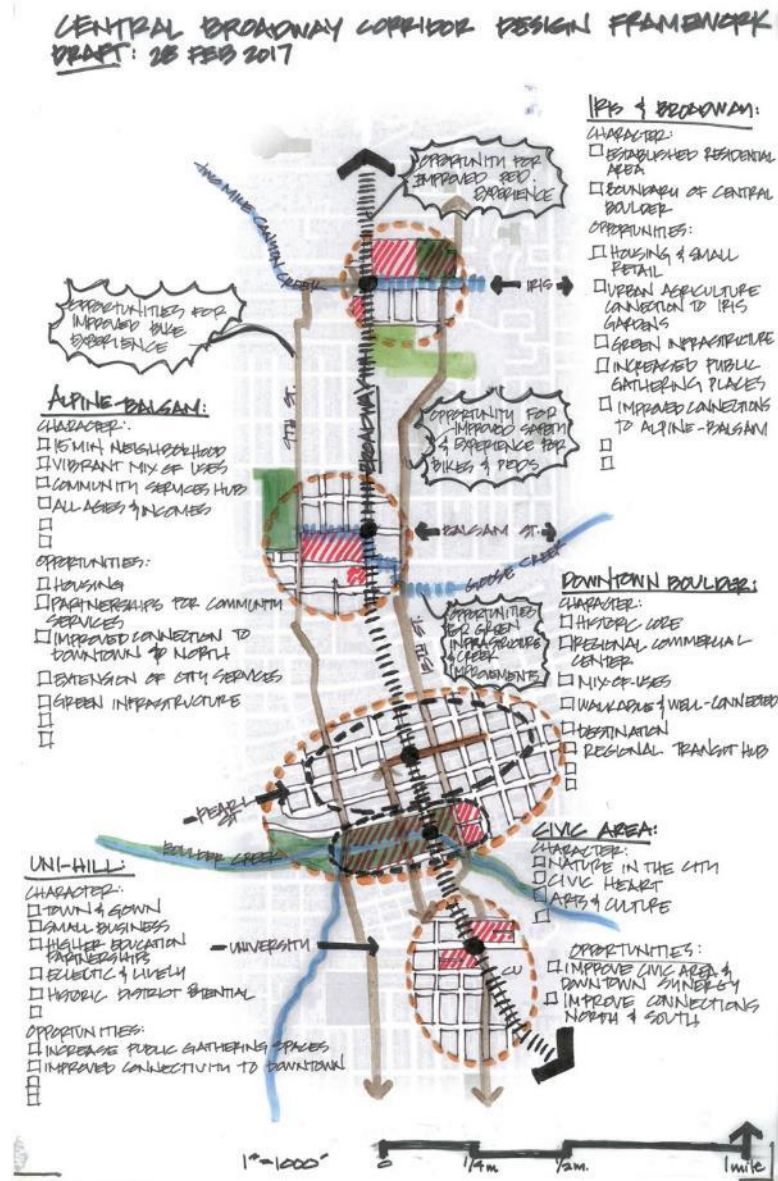 CENTRAL BROADWAY CORRIDOR DESIGN FRAMEWORK
DRAFT: 28 FEB 2017
IRIS & BROADWAY:
CHARACTER:
ESTABLISHED RESIDENTIAL
AREA
BOUNDARY OF CENTRAL
BOULDER
OPPORTUNITIES:
HOUSING & SMALL
RETAIL
URBAN AGRICULTURE
CONNECTION TO IRIS
GARDENS
GREEN INFRASTRUCTURE
INCREASED PUBLIC
GATHERING PLACES
IMPROVED CONNECTIONS
TO ALPINE-BALSAM
OPPORTUNITY FOR
IMPROVED PED.
EXPERIENCE
TWO MILE CANYON CREEK
IRIS
OPPORTUNITIES FOR
IMPROVED BIKE
EXPERIENCE
9TH ST.
BROADWAY
OPPORTUNITY FOR
IMPROVED SAFETY
& EXPERIENCE FOR
BIKES & PEDS
ALPINE-BALSAM:
CHARACTER:
15 MIN NEIGHBORHOOD
VIBRANT MIX OF USES
COMMUNITY SERVICES HUB
ALL AGES & INCOMES
OPPORTUNITIES:
HOUSING
PARTNERSHIPS FOR COMMUNITY
SERVICES
IMPROVED CONNECTION TO
DOWNTOWN & NORTH
EXTENSION OF CITY SERVICES
GREEN INFRASTRUCTURE
BALSAM ST.
GOOSE CREEK
OPPORTUNITIES
FOR GREEN
INFRASTRUCTURE
& CREEK
IMPROVEMENTS
DOWNTOWN BOULDER:
CHARACTER:
HISTORIC CORE
REGIONAL COMMERCIAL
CENTER
MIX-OF-USES
WALKABLE & WELL-CONNECTED
DESTINATION
REGIONAL TRANSIT HUB
PEARL
ST
BOULDER CREEK
CIVIC AREA:
CHARACTER:
NATURE IN THE CITY
CIVIC HEART
ARTS & CULTURE
OPPORTUNITIES:
IMPROVE CIVIC AREA &
DOWNTOWN SYNERGY
IMPROVE CONNECTIONS
NORTH & SOUTH
UNI-HILL:
CHARACTER:
TOWN & GOWN
SMALL BUSINESS
HIGHER EDUCATION
PARTNERSHIPS
ECLECTIC & LIVELY
HISTORIC DISTRICT POTENTIAL
OPPORTUNITIES:
INCREASE PUBLIC GATHERING SPACES
IMPROVED CONNECTIVITY TO DOWNTOWN
UNIVERSITY
CU
1"=1000'
0 1/4m 1/2m. 1 mile